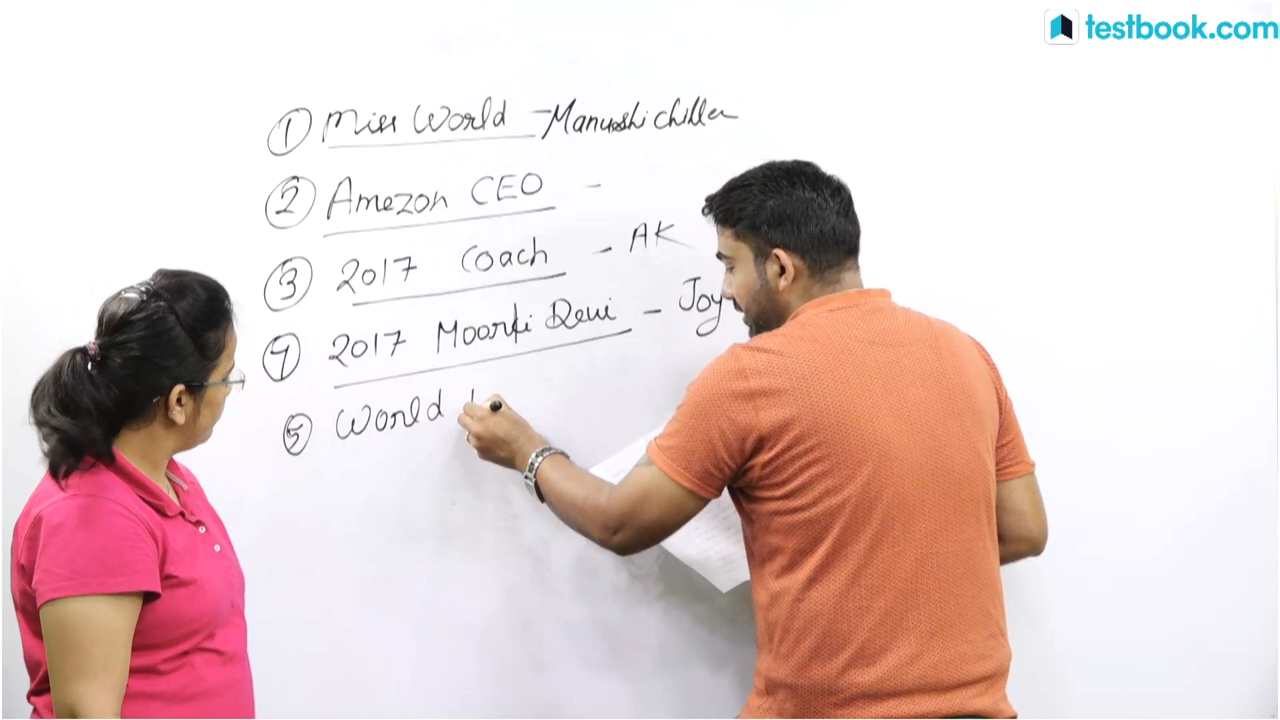 testbook.com
① Miss World - Manushi Chiller
② Amezon CEO -
③ 2017 Coach - AK
④ 2017 Moorti Devi - Joy
⑤ World